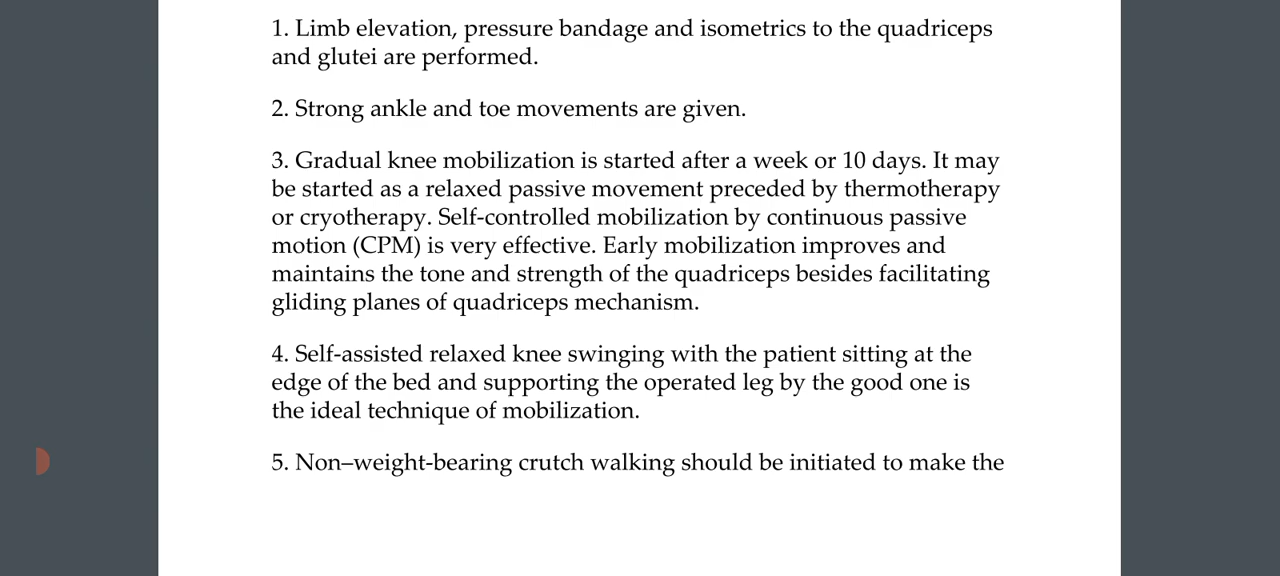 1. Limb elevation, pressure bandage and isometrics to the quadriceps
and glutei are performed.
2. Strong ankle and toe movements are given.
3. Gradual knee mobilization is started after a week or 10 days. It may
be started as a relaxed passive movement preceded by thermotherapy
or cryotherapy. Self-controlled mobilization by continuous passive
motion (CPM) is very effective. Early mobilization improves and
maintains the tone and strength of the quadriceps besides facilitating
gliding planes of quadriceps mechanism.
4. Self-assisted relaxed knee swinging with the patient sitting at the
edge of the bed and supporting the operated leg by the good one is
the ideal technique of mobilization.
5. Non–weight-bearing crutch walking should be initiated to make the